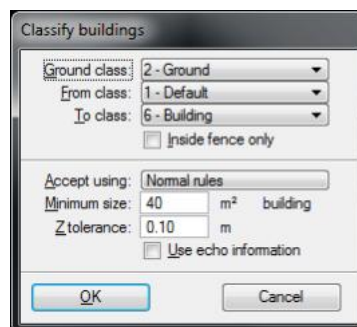 Classify buildings
Ground class: 2 - Ground
From class: 1 - Default
To class: 6 - Building
Inside fence only
Accept using: Normal rules
Minimum size: 40 m² building
Z tolerance: 0.10 m
Use echo information
OK Cancel